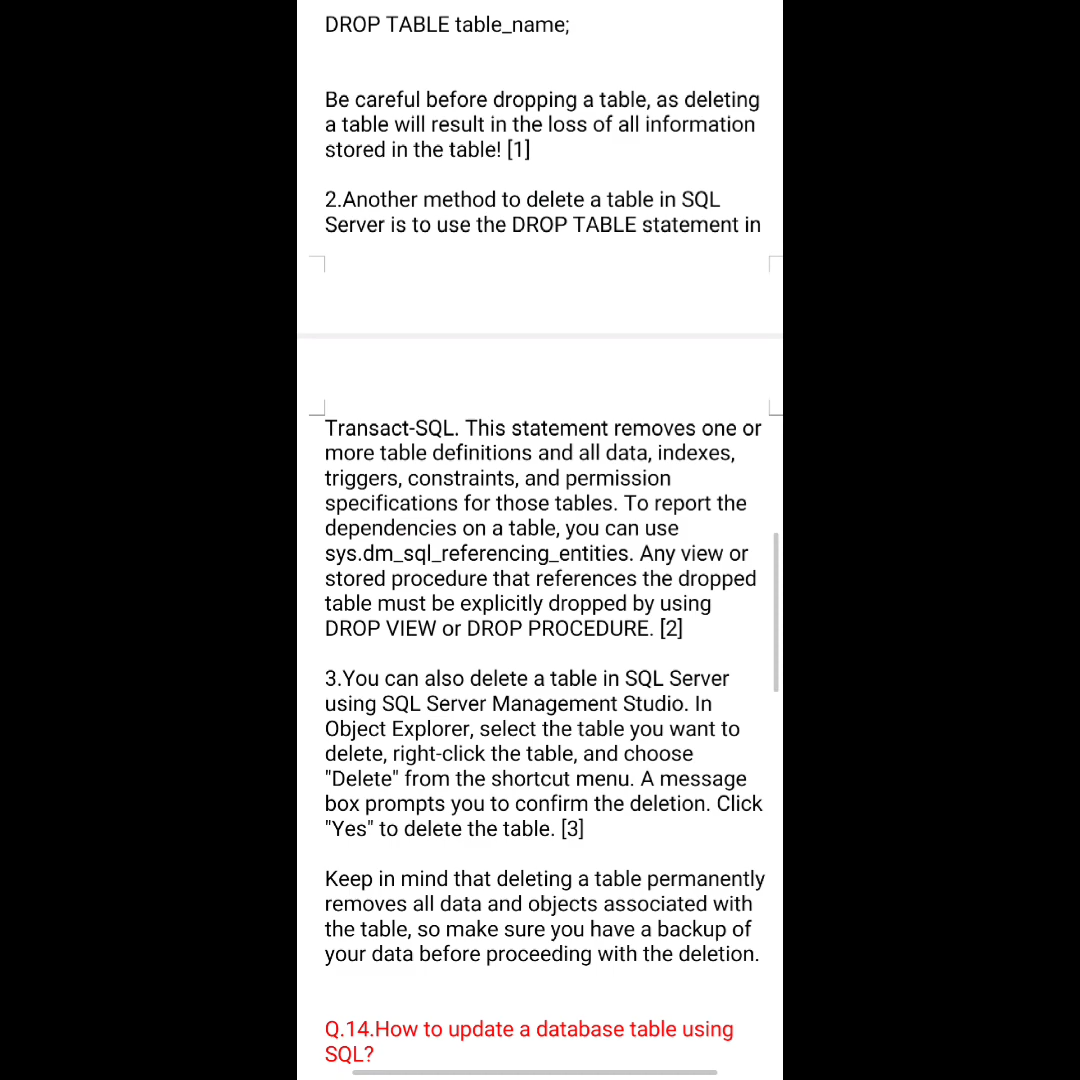 DROP TABLE table_name;
Be careful before dropping a table, as deleting
a table will result in the loss of all information
stored in the table! [1]
2.Another method to delete a table in SQL
Server is to use the DROP TABLE statement in
Transact-SQL. This statement removes one or
more table definitions and all data, indexes,
triggers, constraints, and permission
specifications for those tables. To report the
dependencies on a table, you can use
sys.dm_sql_referencing_entities. Any view or
stored procedure that references the dropped
table must be explicitly dropped by using
DROP VIEW or DROP PROCEDURE. [2]
3.You can also delete a table in SQL Server
using SQL Server Management Studio. In
Object Explorer, select the table you want to
delete, right-click the table, and choose
"Delete" from the shortcut menu. A message
box prompts you to confirm the deletion. Click
"Yes" to delete the table. [3]
Keep in mind that deleting a table permanently
removes all data and objects associated with
the table, so make sure you have a backup of
your data before proceeding with the deletion.
Q.14.How to update a database table using
SQL?